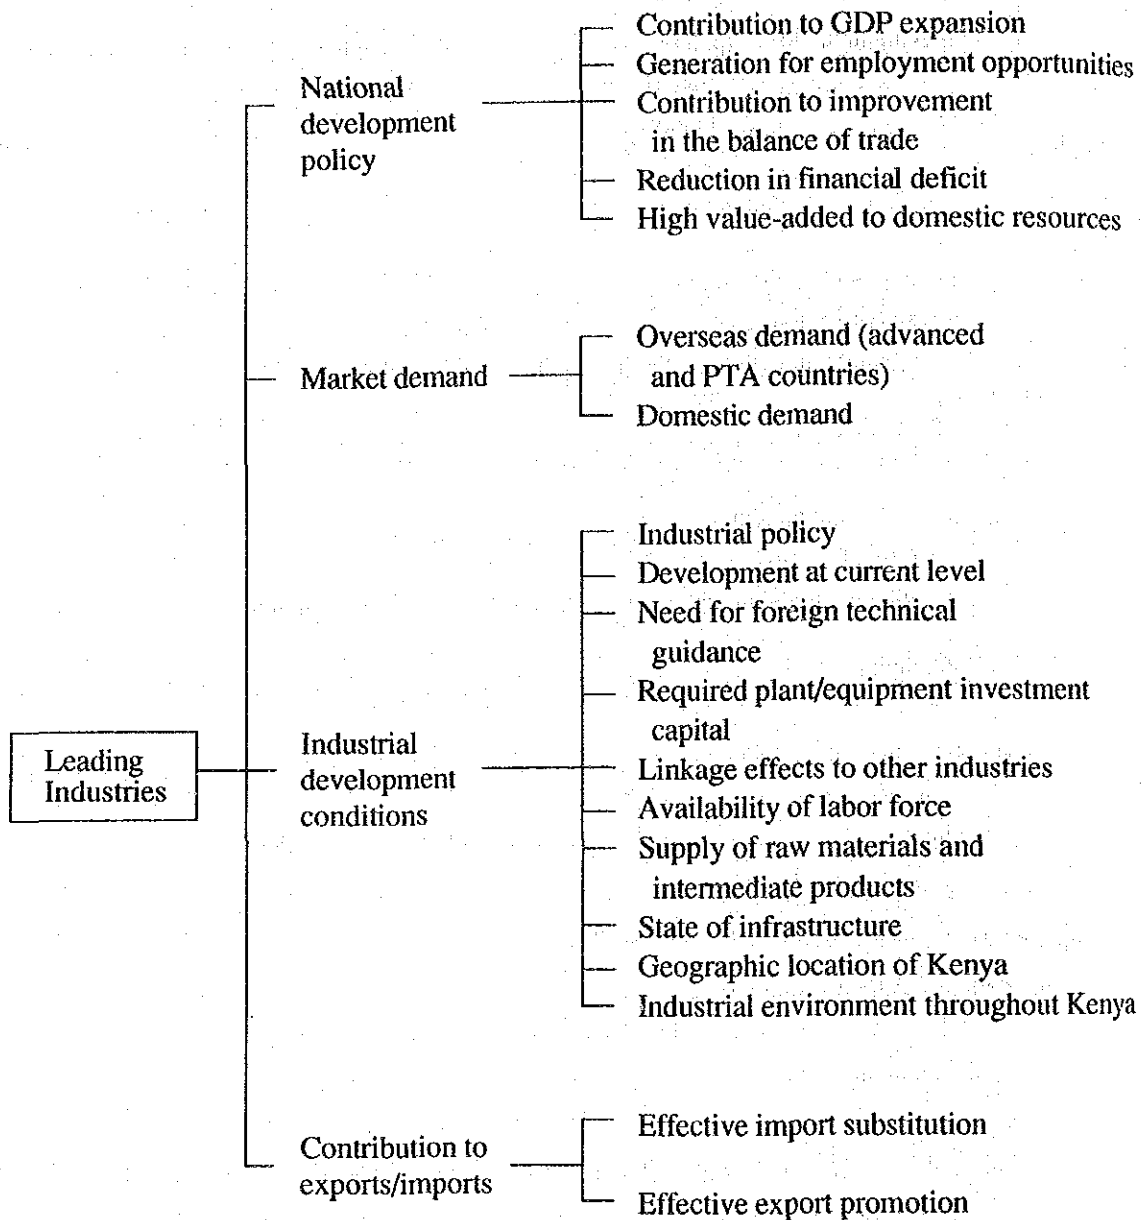 Leading
Industries
National
development
policy
Contribution to GDP expansion
Generation for employment opportunities
Contribution to improvement
in the balance of trade
Reduction in financial deficit
High value-added to domestic resources
Market demand
Overseas demand (advanced
and PTA countries)
Domestic demand
Industrial
development
conditions
Industrial policy
Development at current level
Need for foreign technical
guidance
Required plant/equipment investment
capital
Linkage effects to other industries
Availability of labor force
Supply of raw materials and
intermediate products
State of infrastructure
Geographic location of Kenya
Industrial environment throughout Kenya
Contribution to
exports/imports
Effective import substitution
Effective export promotion